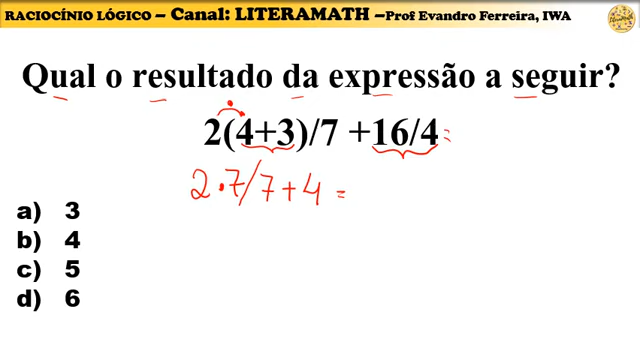 RACIOCÍNIO LÓGICO – Canal: LITERAMATH –Prof Evandro Ferreira, IWA
Qual o resultado da expressão a seguir?
2(4+3)/7 +16/4=
2.7/7+4=
a) 3
b) 4
c) 5
d) 6